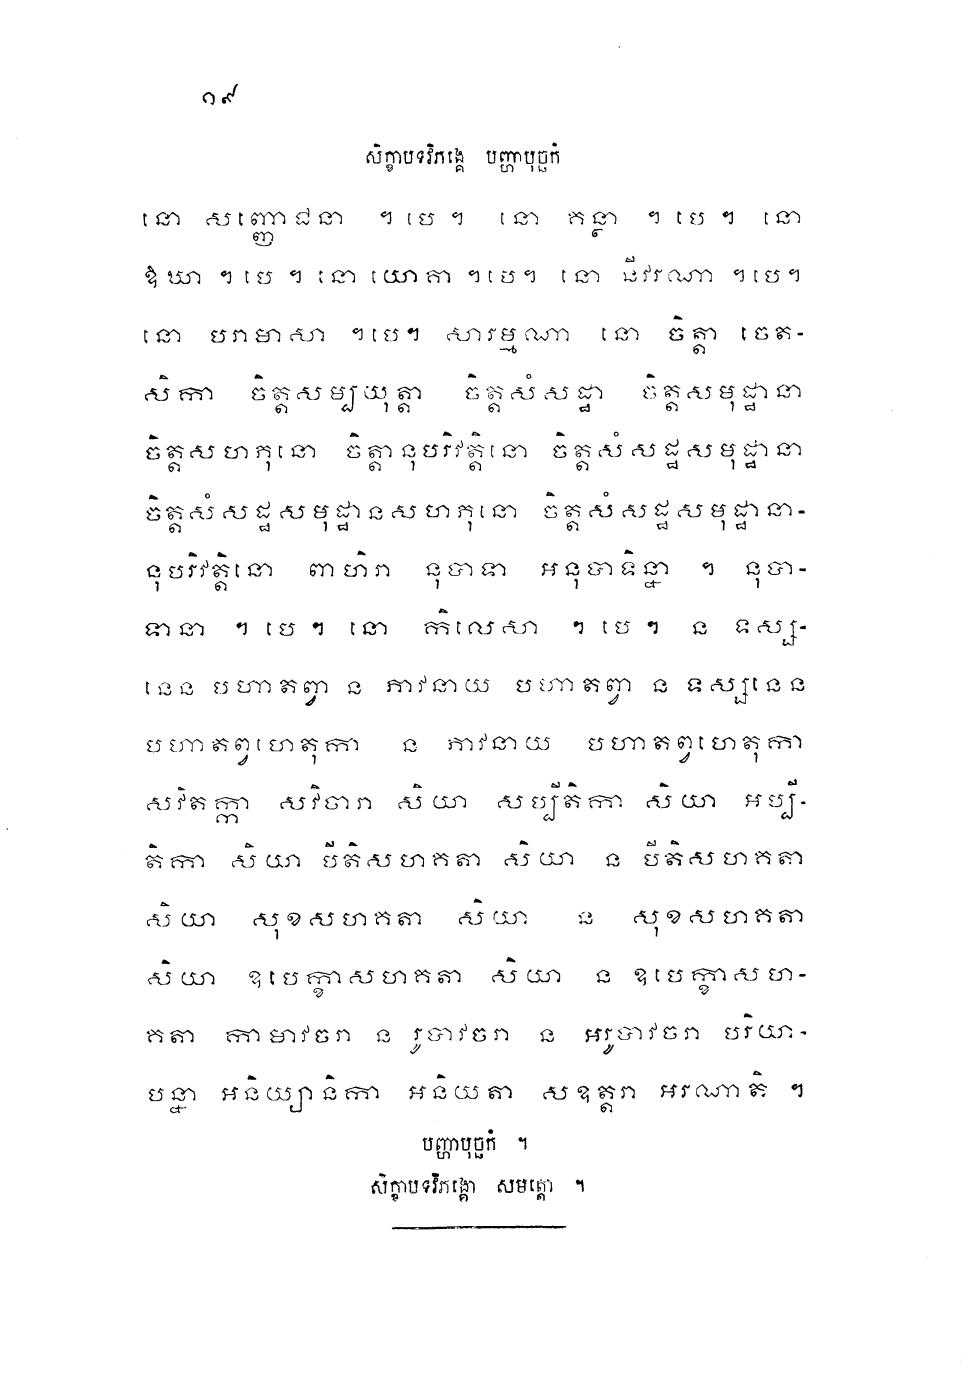 ១៩
សិក្ខាបទវិភង្គេ បញ្ហាបុច្ឆកំ
នោ សញ្ញោជនា ។ បេ ។ នោ គន្ថា ។ បេ ។ នោ
ឱឃា ។ បេ ។ នោ យោគា ។ បេ។ នោ នីវរណា ។ បេ។
នោ បរាមាសា ។ បេ។ សារម្មណា នោ ចិត្តា ចេត-
សិកា ចិត្តសម្បយុត្តា ចិត្តសំសដ្ឋា ចិត្តសមុដ្ឋានា
ចិត្តសហភុនោ ចិត្តានុបរិវត្តិនោ ចិត្តសំសដ្ឋសមុដ្ឋានា
ចិត្តសំសដ្ឋសមុដ្ឋានសហភុនោ ចិត្តសំសដ្ឋសមុដ្ឋានា-
នុបរិវត្តិនោ ពាហិរា នុបាទា អនុបាទិន្នា ។ នុបា-
ទានា ។ បេ ។ នោ កិលេសា ។ បេ ។ ន ទស្ស-
នេន បហាតព្វា ន ភាវនាយ បហាតព្វា ន ទស្សនេន
បហាតព្វហេតុកា ន ភាវនាយ បហាតព្វហេតុកា
សវិតក្កា សវិចារា សិយា សប្បីតិកា សិយា អប្បី-
តិកា សិយា បីតិសហគតា សិយា ន បីតិសហគតា
សិយា សុខសហគតា សិយា ន សុខសហគតា
សិយា ឧបេក្ខាសហគតា សិយា ន ឧបេក្ខាសហ-
គតា កាមាវចរា ន រូបាវចរា ន អរូបាវចរា បរិយា-
បន្នា អនិយ្យានិកា អនិយតា សឧត្តរា អរណាតិ ។
បញ្ហាបុច្ឆកំ ។
សិក្ខាបទវិភង្គោ សមត្តោ ។